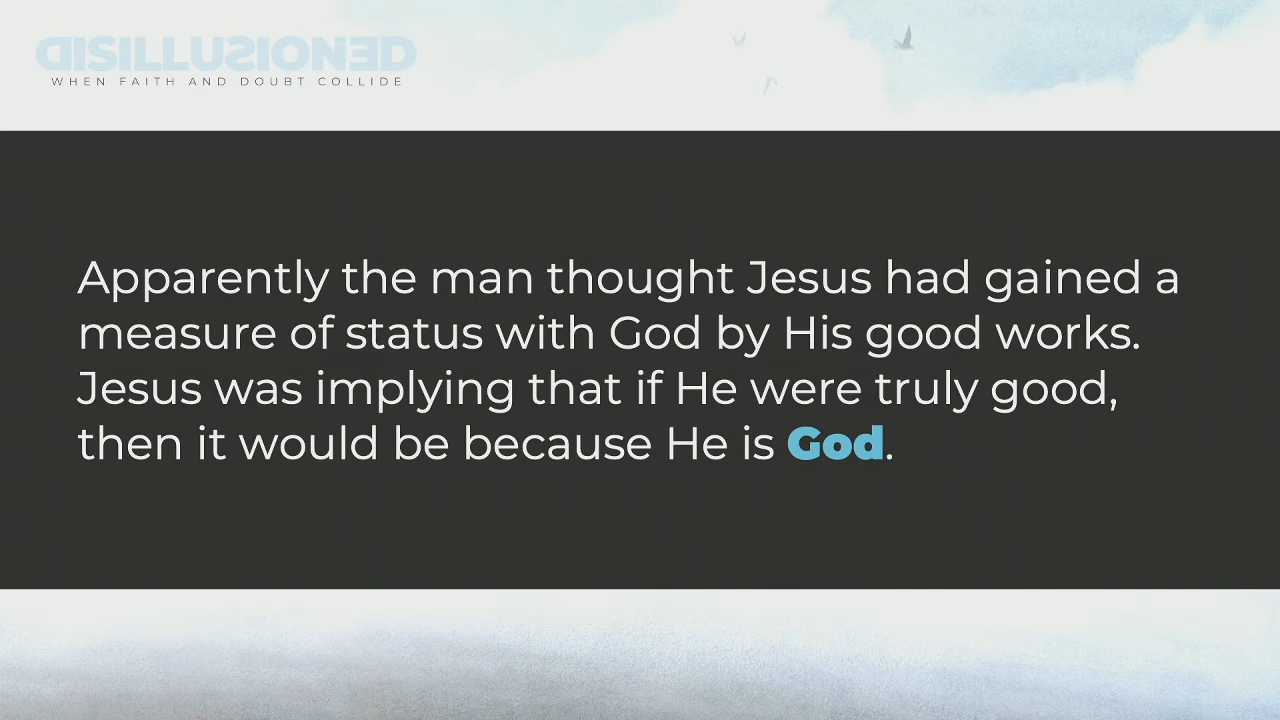 DISILLUSIONED
WHEN FAITH AND DOUBT COLLIDE
Apparently the man thought Jesus had gained a
measure of status with God by His good works.
Jesus was implying that if He were truly good,
then it would be because He is God.